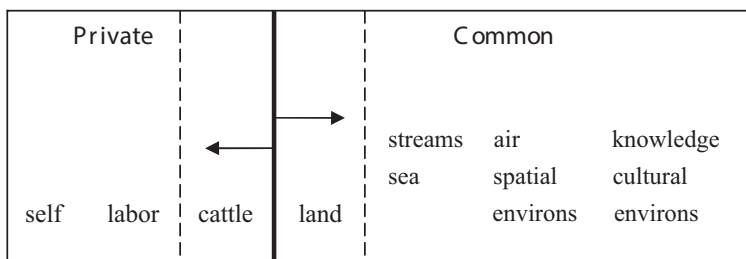 Private Common
streams air knowledge
sea spatial cultural
self labor cattle land environs environs